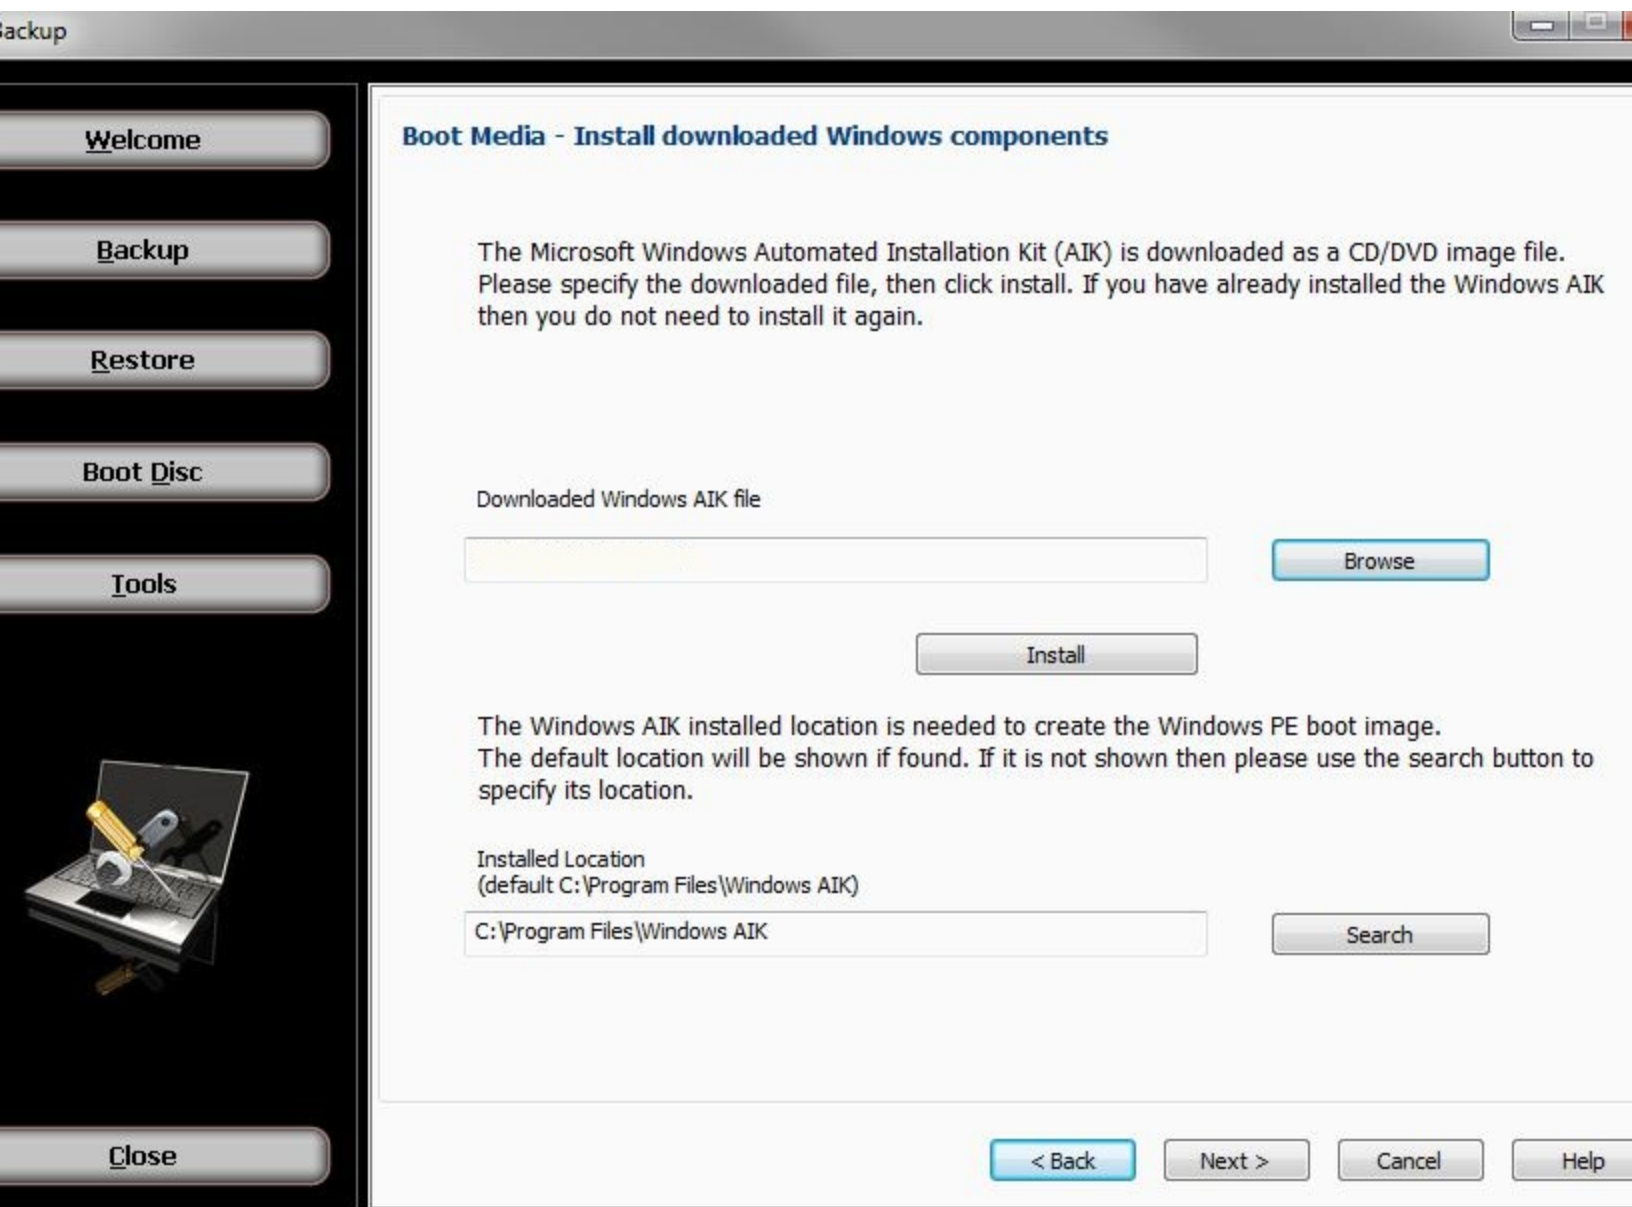 Backup
Welcome
Backup
Restore
Boot Disc
Tools
Close
Boot Media - Install downloaded Windows components
The Microsoft Windows Automated Installation Kit (AIK) is downloaded as a CD/DVD image file.
Please specify the downloaded file, then click install. If you have already installed the Windows AIK
then you do not need to install it again.
Downloaded Windows AIK file
Browse
Install
The Windows AIK installed location is needed to create the Windows PE boot image.
The default location will be shown if found. If it is not shown then please use the search button to
specify its location.
Installed Location
(default C:\Program Files\Windows AIK)
C:\Program Files\Windows AIK
Search
< Back
Next >
Cancel
Help